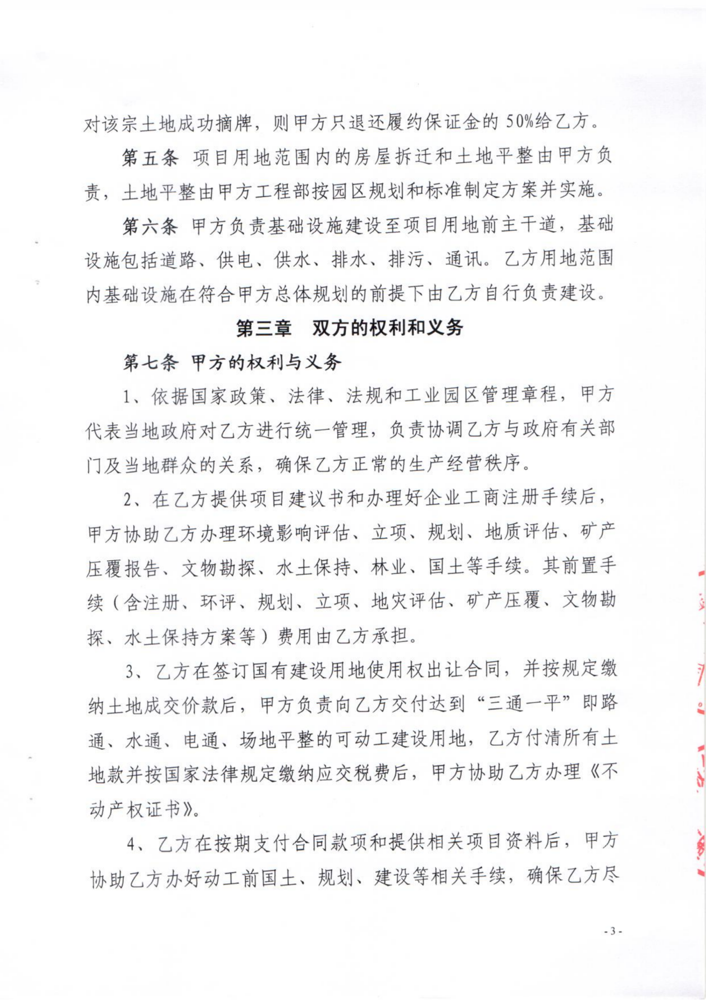 对该宗土地成功摘牌，则甲方只退还履约保证金的 50%给乙方。
第五条 项目用地范围内的房屋拆迁和土地平整由甲方负
责，土地平整由甲方工程部按园区规划和标准制定方案并实施。
第六条 甲方负责基础设施建设至项目用地前主干道，基础
设施包括道路、供电、供水、排水、排污、通讯。乙方用地范围
内基础设施在符合甲方总体规划的前提下由乙方自行负责建设。
第三章 双方的权利和义务
第七条 甲方的权利与义务
1、依据国家政策、法律、法规和工业园区管理章程，甲方
代表当地政府对乙方进行统一管理，负责协调乙方与政府有关部
门及当地群众的关系，确保乙方正常的生产经营秩序。
2、在乙方提供项目建议书和办理好企业工商注册手续后，
甲方协助乙方办理环境影响评估、立项、规划、地质评估、矿产
压覆报告、文物勘探、水土保持、林业、国土等手续。其前置手
续（含注册、环评、规划、立项、地灾评估、矿产压覆、文物勘
探、水土保持方案等）费用由乙方承担。
3、乙方在签订国有建设用地使用权出让合同，并按规定缴
纳土地成交价款后，甲方负责向乙方交付达到“三通一平”即路
通、水通、电通、场地平整的可动工建设用地，乙方付清所有土
地款并按国家法律规定缴纳应交税费后，甲方协助乙方办理《不
动产权证书》。
4、乙方在按期支付合同款项和提供相关项目资料后，甲方
协助乙方办好动工前国土、规划、建设等相关手续，确保乙方尽
- 3 -